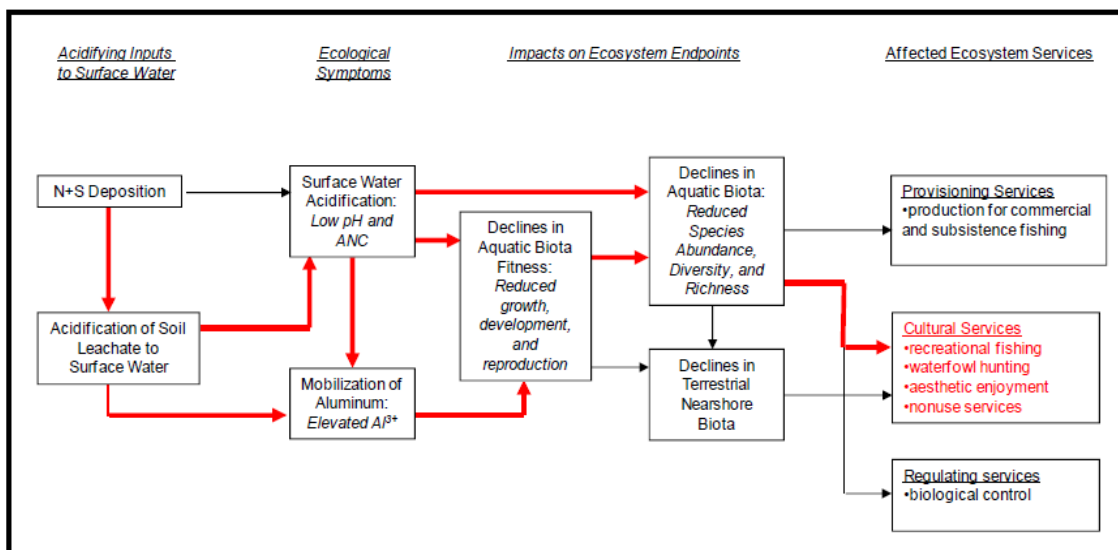 Acidifying Inputs
to Surface Water
Ecological
Symptoms
Impacts on Ecosystem Endpoints
Affected Ecosystem Services
N+S Deposition
Acidification of Soil
Leachate to
Surface Water
Surface Water
Acidification:
Low pH and
ANC
Mobilization of
Aluminum:
Elevated Al³⁺
Declines in
Aquatic Biota
Fitness:
Reduced
growth,
development,
and
reproduction
Declines in
Aquatic Biota:
Reduced
Species
Abundance,
Diversity, and
Richness
Declines in
Terrestrial
Nearshore
Biota
Provisioning Services
•production for commercial
and subsistence fishing
Cultural Services
•recreational fishing
•waterfowl hunting
•aesthetic enjoyment
•nonuse services
Regulating services
•biological control